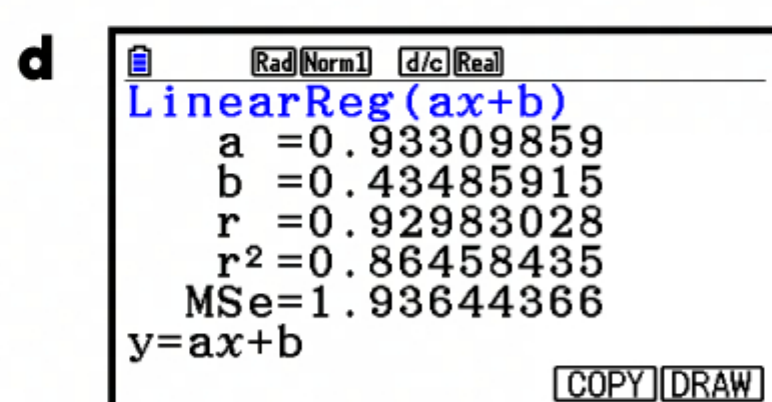 d
Rad Norm1 d/c Real
LinearReg(ax+b)
a =0.93309859
b =0.43485915
r =0.92983028
r²=0.86458435
MSe=1.93644366
y=ax+b
COPY DRAW